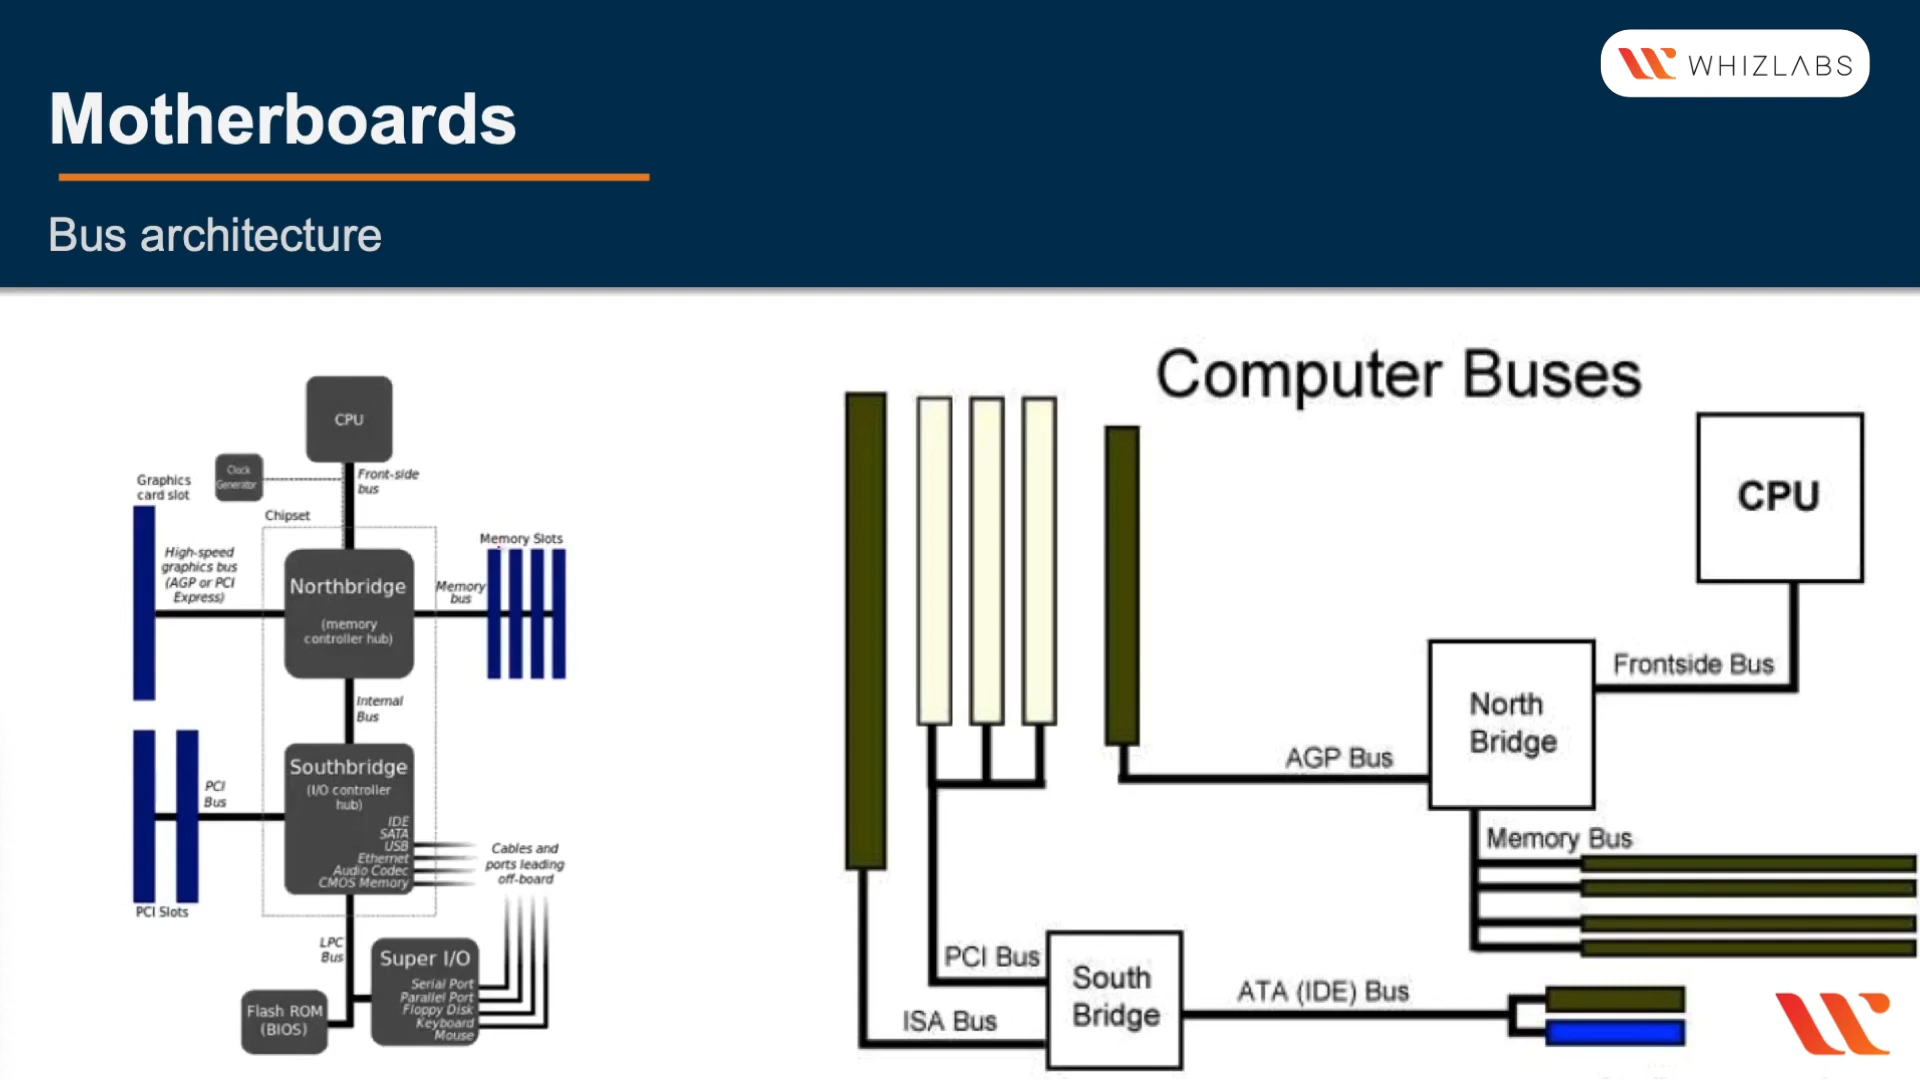 WHIZLABS
Motherboards
Bus architecture
CPU
Clock
Generator
Front-side
bus
Graphics
card slot
Chipset
High-speed
graphics bus
(AGP or PCI
Express)
Northbridge
(memory
controller hub)
Memory
bus
Memory Slots
Internal
Bus
Southbridge
(I/O controller
hub)
IDE
SATA
USB
Ethernet
Audio Codec
CMOS Memory
PCI
Bus
PCI Slots
Cables and
ports leading
off-board
LPC
Bus
Super I/O
Serial Port
Parallel Port
Floppy Disk
Keyboard
Mouse
Flash ROM
(BIOS)
Computer Buses
CPU
Frontside Bus
North
Bridge
AGP Bus
Memory Bus
PCI Bus
South
Bridge
ATA (IDE) Bus
ISA Bus